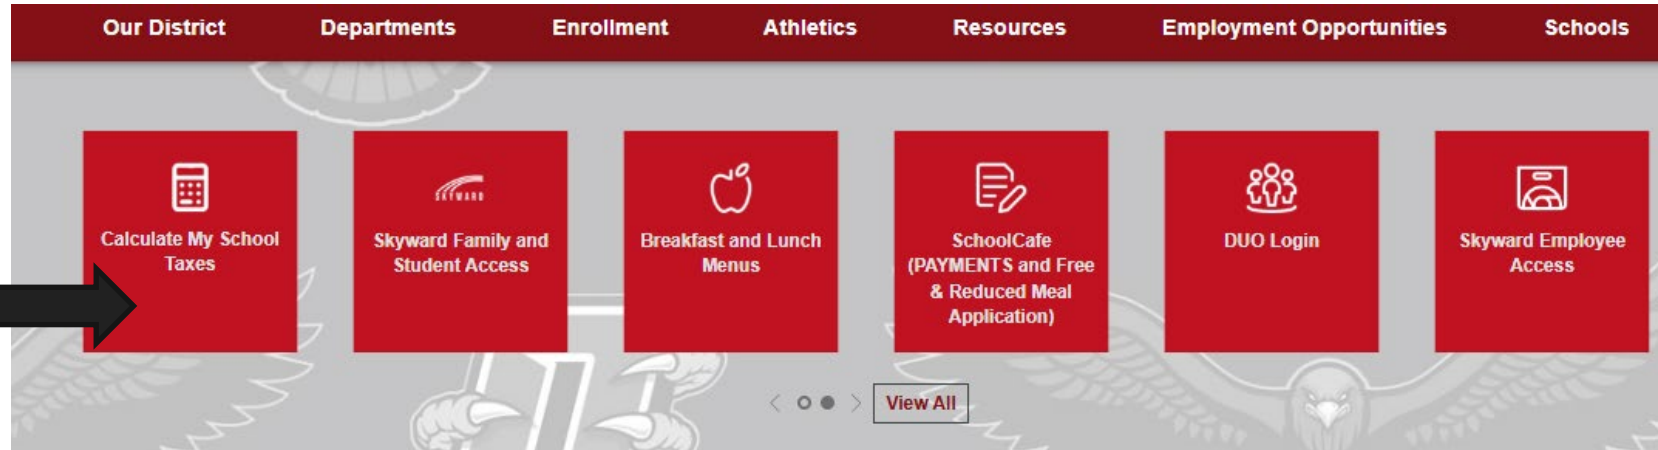 Our District Departments Enrollment Athletics Resources Employment Opportunities Schools
Calculate My School
Taxes
SKYWARD
Skyward Family and
Student Access
Breakfast and Lunch
Menus
SchoolCafe
(PAYMENTS and Free
& Reduced Meal
Application)
DUO Login
Skyward Employee
Access
View All